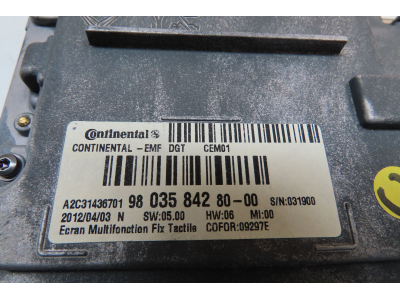 Continental
CONTINENTAL -EMF DGT CEM01
A2C31436701 98 035 842 80-00 S/N:031900
2012/04/03 N SW:05.00 HW:06 MI:00
Ecran Multifonction Fix Tactile COFOR:09297E